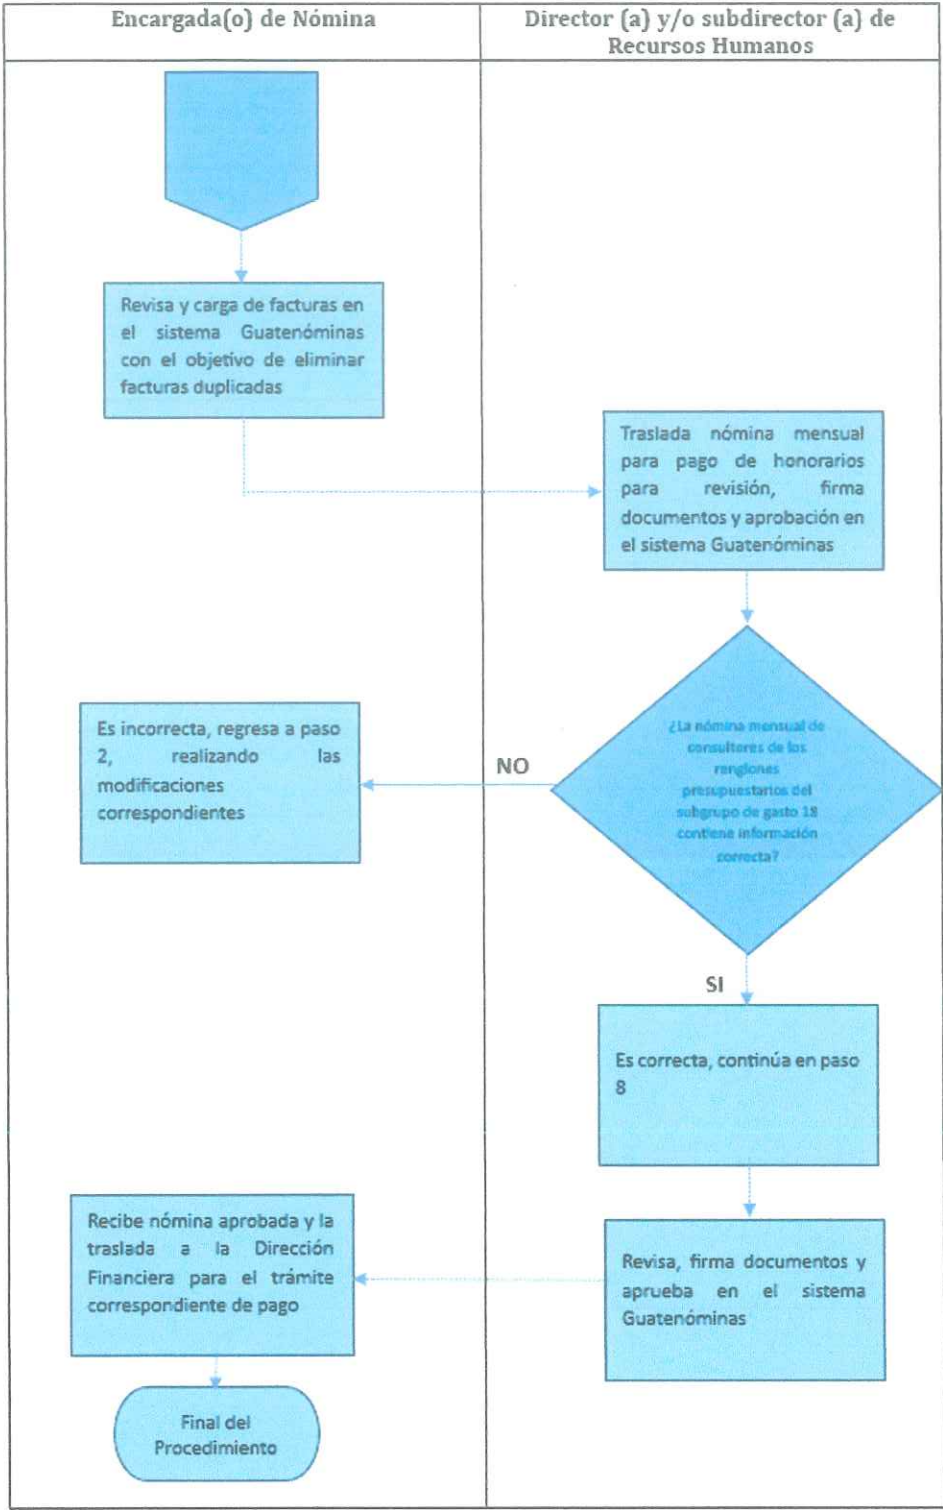 Encargada(o) de Nómina
Director (a) y/o subdirector (a) de
Recursos Humanos
Revisa y carga de facturas en
el sistema Guatenóminas
con el objetivo de eliminar
facturas duplicadas
Traslada nómina mensual
para pago de honorarios
para revisión, firma
documentos y aprobación en
el sistema Guatenóminas
¿La nómina mensual de
consultores de los
renglones
presupuestarios del
subgrupo de gasto 18
contiene información
correcta?
NO
Es incorrecta, regresa a paso
2, realizando las
modificaciones
correspondientes
SI
Es correcta, continúa en paso
8
Revisa, firma documentos y
aprueba en el sistema
Guatenóminas
Recibe nómina aprobada y la
traslada a la Dirección
Financiera para el trámite
correspondiente de pago
Final del
Procedimiento